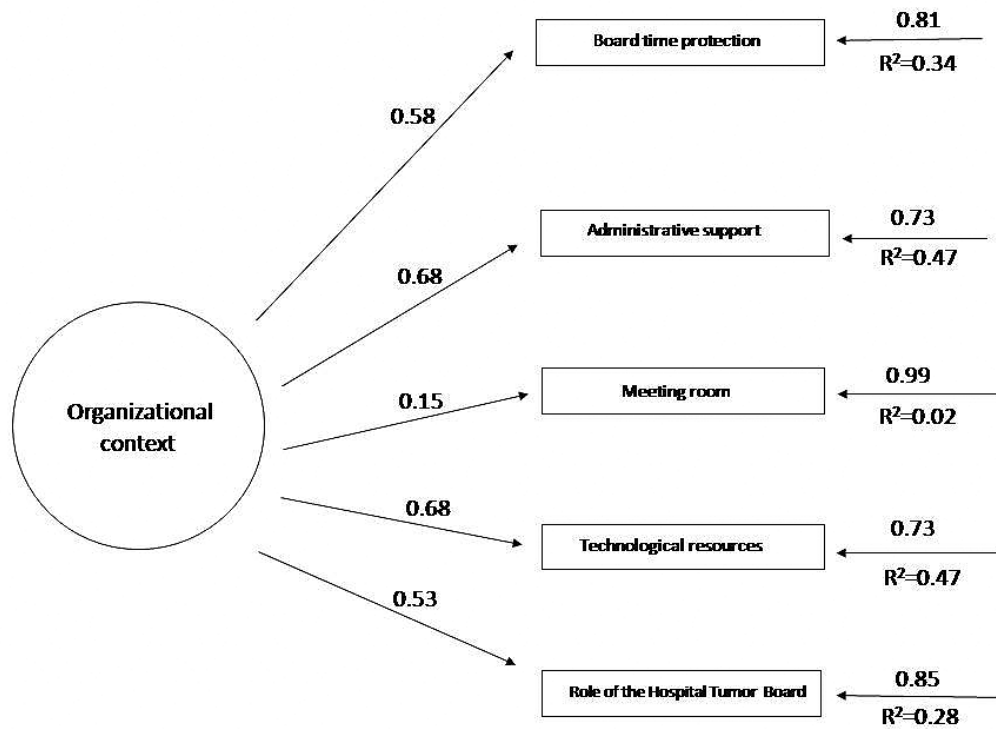 0.81
Board time protection
R²=0.34
0.58
0.73
Administrative support
R²=0.47
0.68
Organizational
context
0.99
Meeting room
0.15
R²=0.02
0.68
0.73
Technological resources
R²=0.47
0.53
0.85
Role of the Hospital Tumor Board
R²=0.28